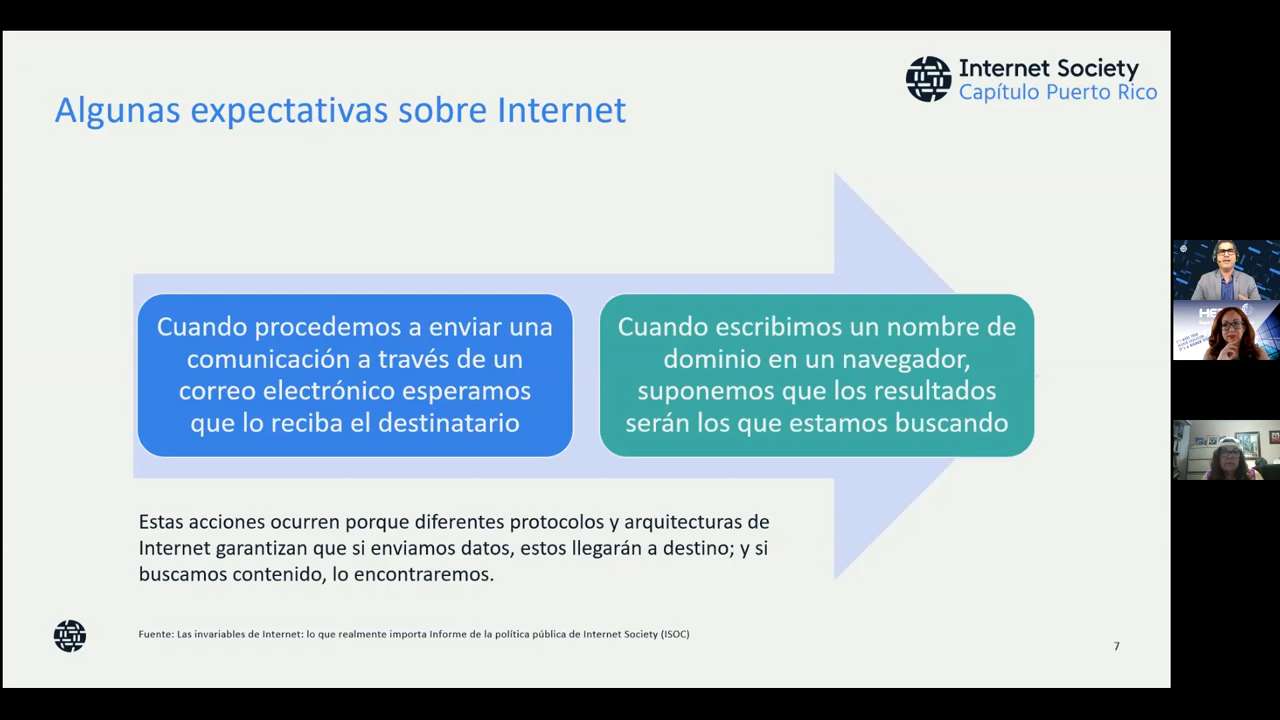 Internet Society
Capítulo Puerto Rico
Algunas expectativas sobre Internet
Cuando procedemos a enviar una
comunicación a través de un
correo electrónico esperamos
que lo reciba el destinatario
Cuando escribimos un nombre de
dominio en un navegador,
suponemos que los resultados
serán los que estamos buscando
Estas acciones ocurren porque diferentes protocolos y arquitecturas de
Internet garantizan que si enviamos datos, estos llegarán a destino; y si
buscamos contenido, lo encontraremos.
Fuente: Las invariables de Internet: lo que realmente importa Informe de la política pública de Internet Society (ISOC)
7